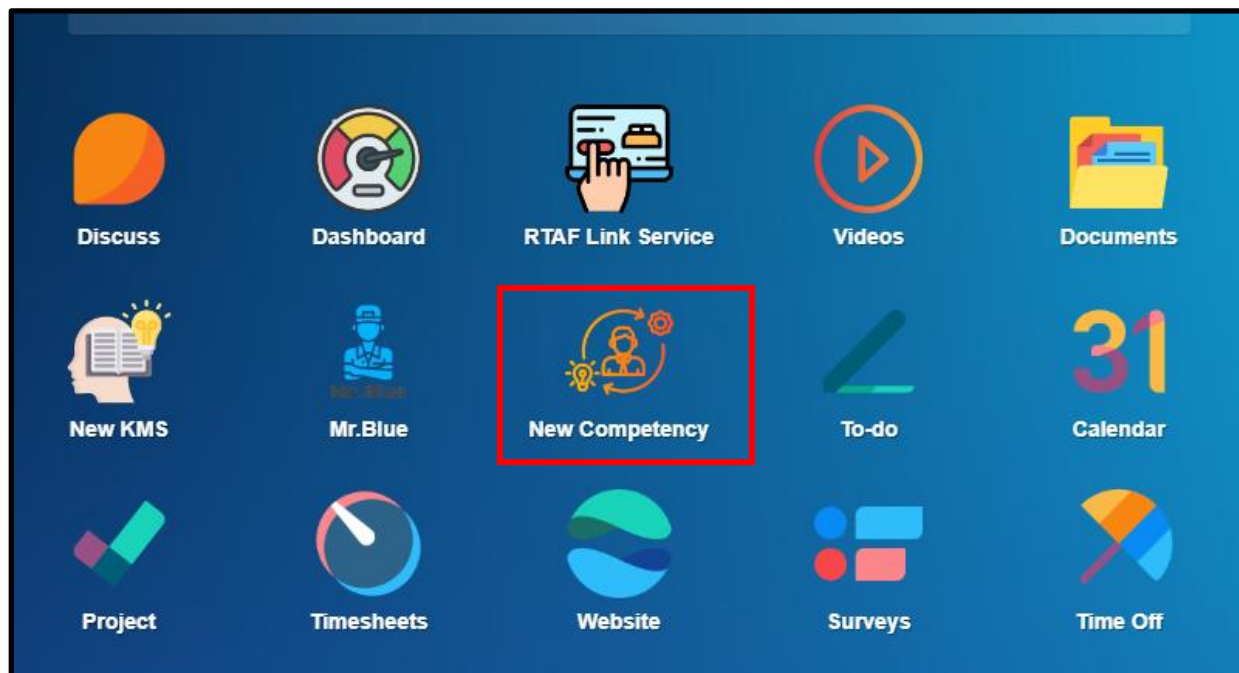 Discuss
Dashboard
RTAF Link Service
Videos
Documents
New KMS
Mr.Blue
New Competency
To-do
31
Calendar
Project
Timesheets
Website
Surveys
Time Off